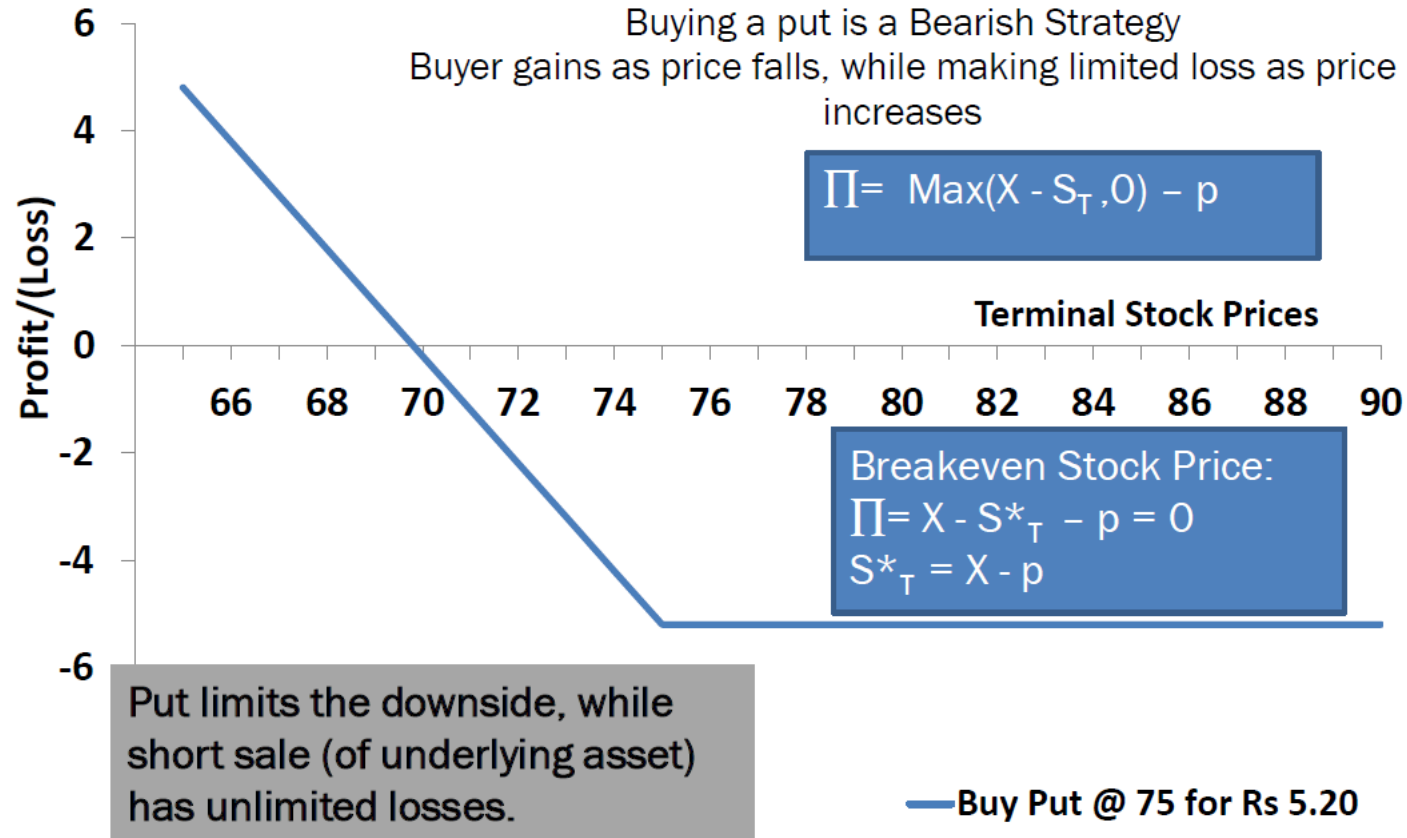 Buying a put is a Bearish Strategy
Buyer gains as price falls, while making limited loss as price
increases
∏= Max(X - S_T ,0) – p
Profit/(Loss)
6
4
2
0
-2
-4
-6
Terminal Stock Prices
66 68 70 72 74 76 78 80 82 84 86 88 90
Breakeven Stock Price:
∏= X - S*_T – p = 0
S*_T = X - p
Put limits the downside, while
short sale (of underlying asset)
has unlimited losses.
Buy Put @ 75 for Rs 5.20